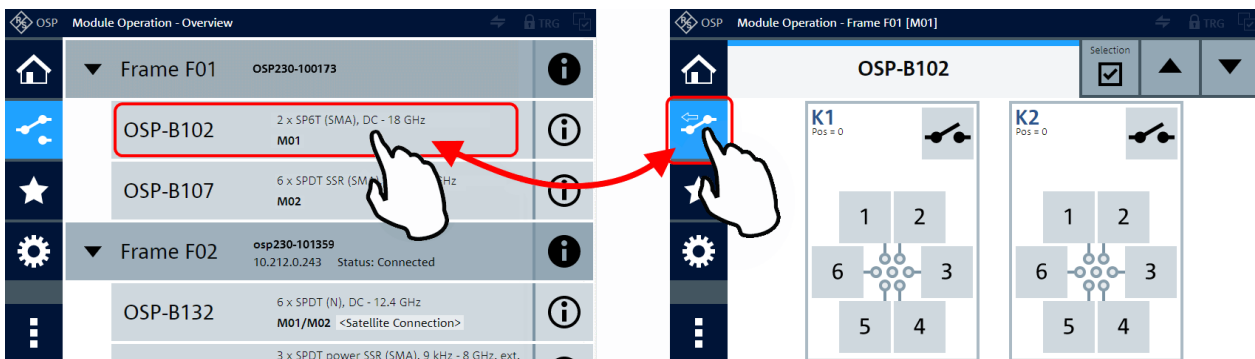 OSP Module Operation - Overview
TRG
Frame F01 OSP230-100173
OSP-B102 2 x SP6T (SMA), DC - 18 GHz
M01
OSP-B107 6 x SPDT SSR (SMA Hz
M02
Frame F02 osp230-101359
10.212.0.243 Status: Connected
OSP-B132 6 x SPDT (N), DC - 12.4 GHz
M01/M02 <Satellite Connection>
3 x SPDT power SSR (SMA), 9 kHz - 8 GHz, ext.
OSP Module Operation - Frame F01 [M01]
TRG
OSP-B102
Selection
K1
Pos = 0
1 2
6 3
5 4
K2
Pos = 0
1 2
6 3
5 4